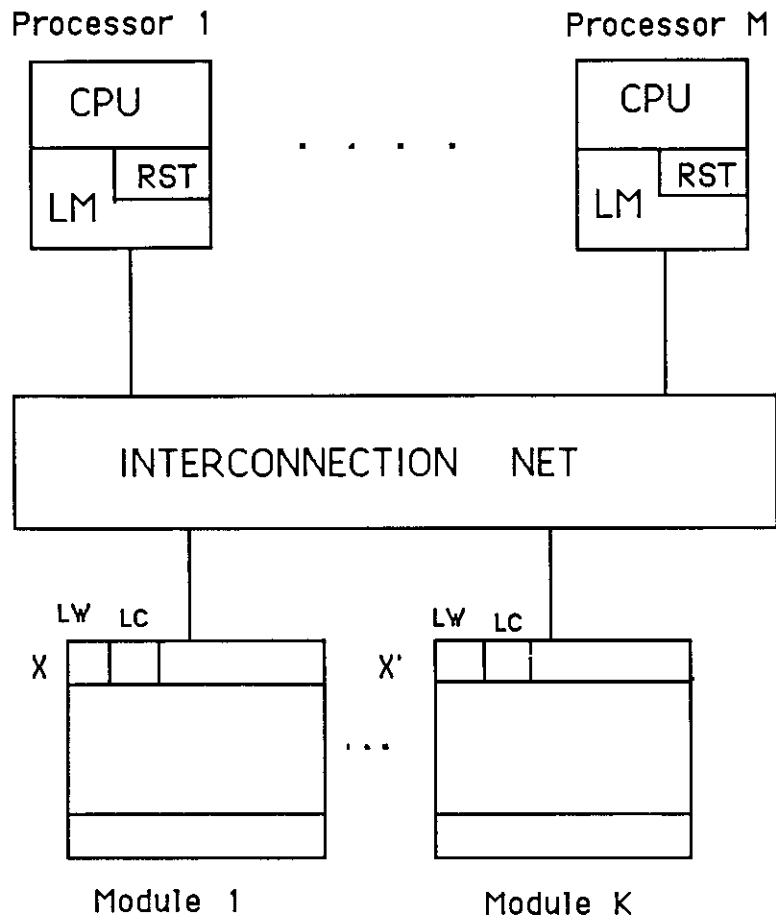 Processor 1
Processor M
CPU
CPU
RST
RST
LM
LM
. . . .
INTERCONNECTION NET
LW LC
LW LC
X
X'
...
Module 1
Module K